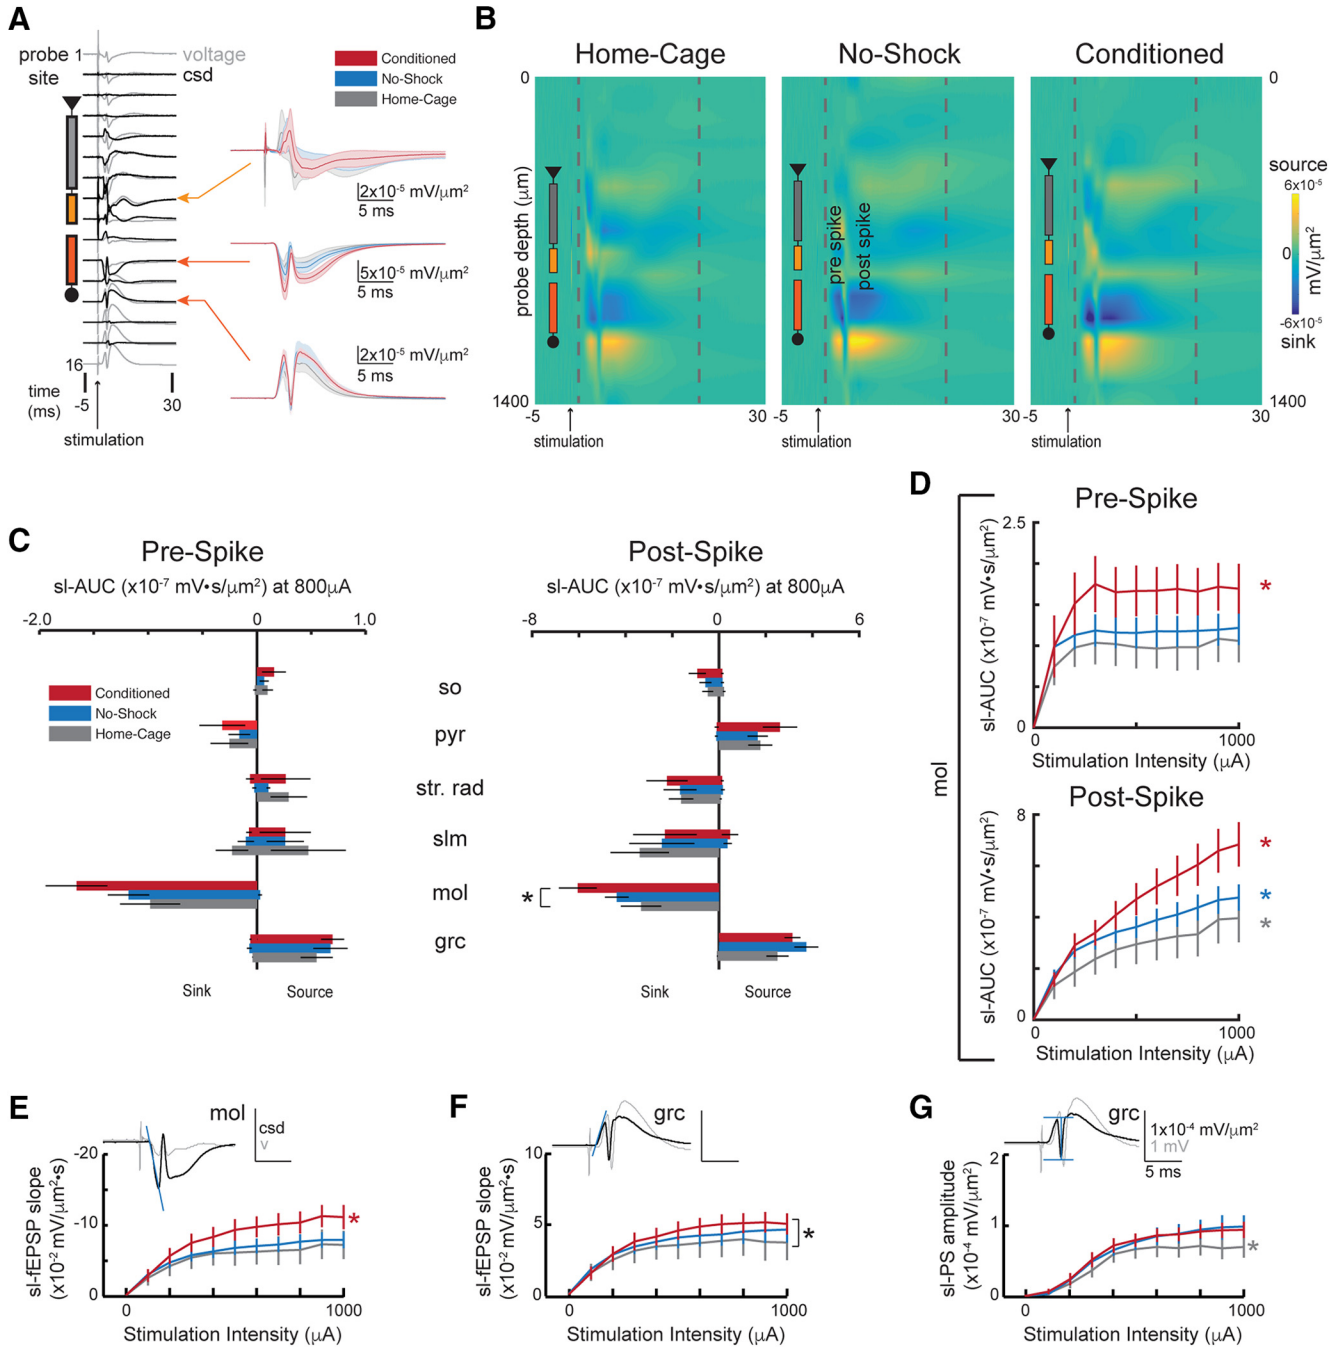 A
probe 1
site
voltage
csd
Conditioned
No-Shock
Home-Cage
2x10-5 mV/µm2
5 ms
5x10-5 mV/µm2
5 ms
2x10-5 mV/µm2
5 ms
16
time
(ms)
-5
30
stimulation
B
Home-Cage
No-Shock
Conditioned
0
0
probe depth (µm)
1400
1400
pre spike
post spike
-5
30
-5
30
-5
30
stimulation
stimulation
stimulation
source
6x10-5
0
mV/µm2
-6x10-5
sink
C
Pre-Spike
sl-AUC (x10-7 mV•s/µm2) at 800µA
-2.0
0
1.0
Conditioned
No-Shock
Home-Cage
Sink
Source
Post-Spike
sl-AUC (x10-7 mV•s/µm2) at 800µA
-8
0
6
so
pyr
str. rad
slm
mol
*
grc
Sink
Source
D
mol
Pre-Spike
sl-AUC (x10-7 mV•s/µm2)
2.5
0
*
0
1000
Stimulation Intensity (µA)
Post-Spike
sl-AUC (x10-7 mV•s/µm2)
8
0
*
*
*
0
1000
Stimulation Intensity (µA)
E
mol
csd
v
sl-fEPSP slope
(x10-2 mV/µm2•s)
-20
-10
0
*
0
1000
Stimulation Intensity (µA)
F
grc
sl-fEPSP slope
(x10-2 mV/µm2•s)
10
5
0
*
0
1000
Stimulation Intensity (µA)
G
grc
1x10-4 mV/µm2
1 mV
5 ms
sl-PS amplitude
(x10-4 mV/µm2)
2
1
0
*
0
1000
Stimulation Intensity (µA)